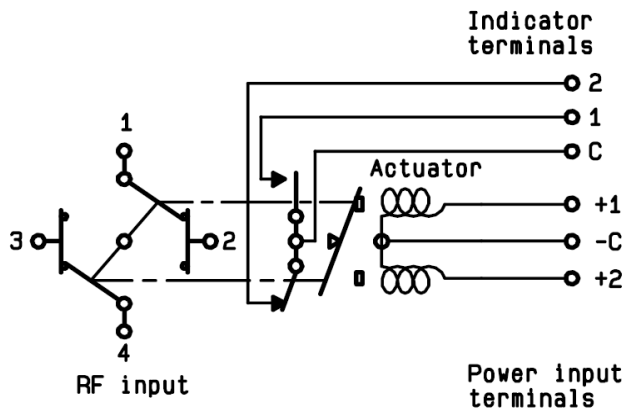 Indicator
terminals
2
1
C
1
Actuator
+1
3
2
-C
+2
4
RF input
Power input
terminals